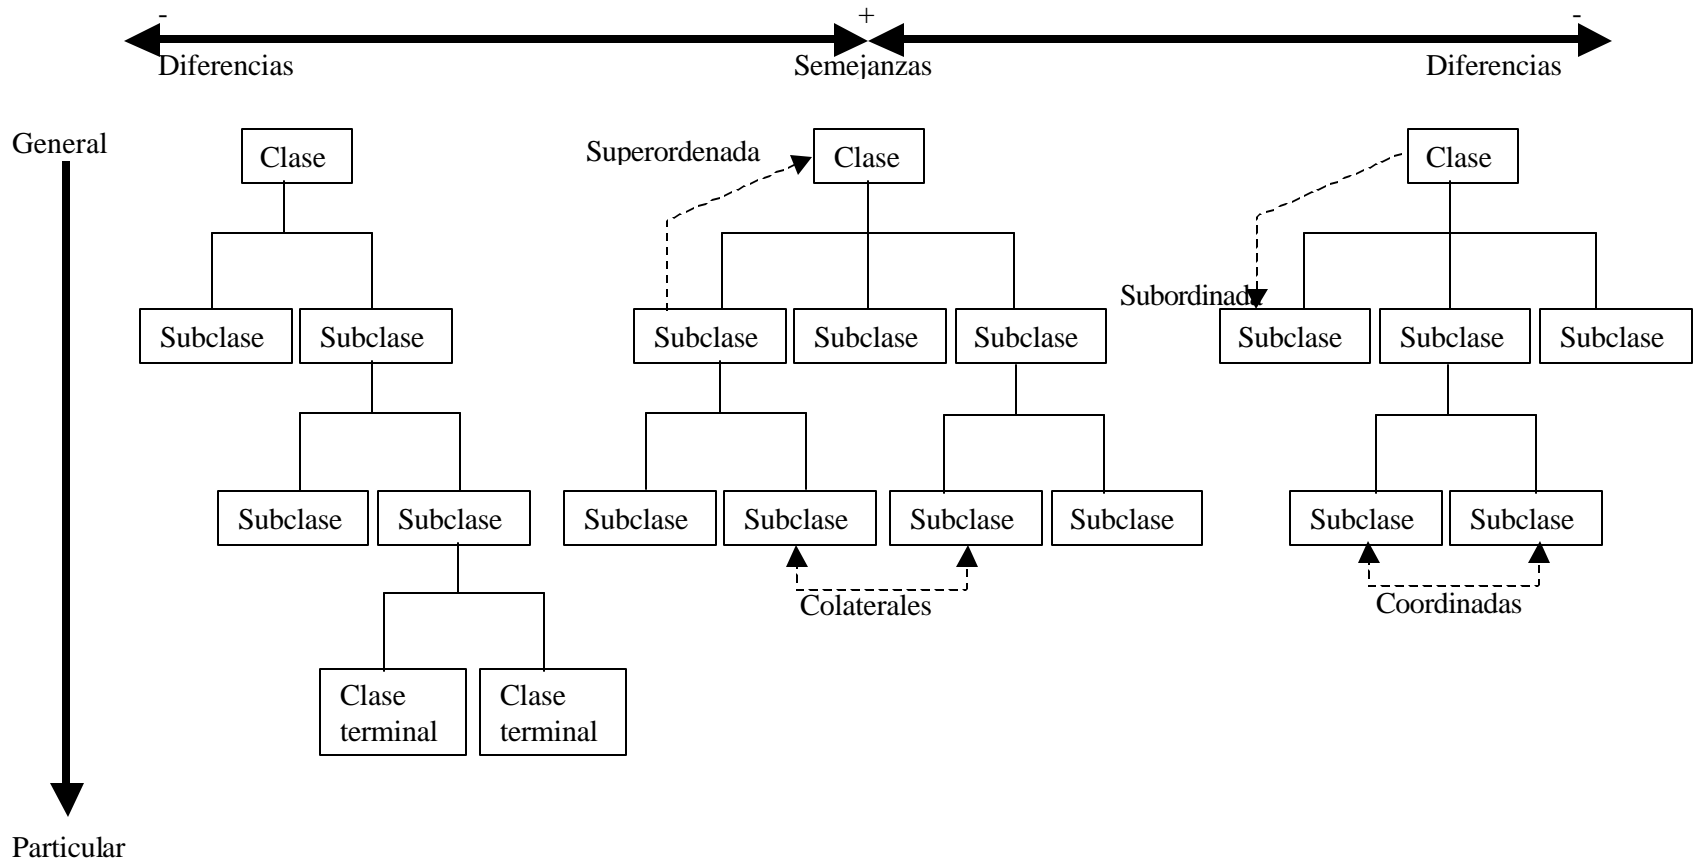 - + -
Diferencias Semejanzas Diferencias
General
Superordenada
Clase Clase Clase
Subordinada
Subclase Subclase Subclase Subclase Subclase Subclase Subclase Subclase
Subclase Subclase Subclase Subclase Subclase Subclase Subclase Subclase
Colaterales Coordinadas
Clase Clase
terminal terminal
Particular